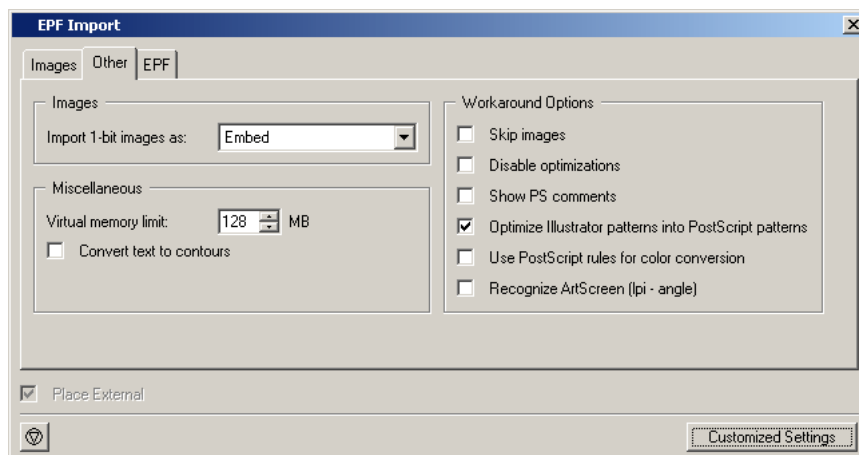 EPF Import
Images Other EPF
Images
Import 1-bit images as: Embed
Miscellaneous
Virtual memory limit: 128 MB
Convert text to contours
Workaround Options
Skip images
Disable optimizations
Show PS comments
Optimize Illustrator patterns into PostScript patterns
Use PostScript rules for color conversion
Recognize ArtScreen (lpi - angle)
Place External
Customized Settings